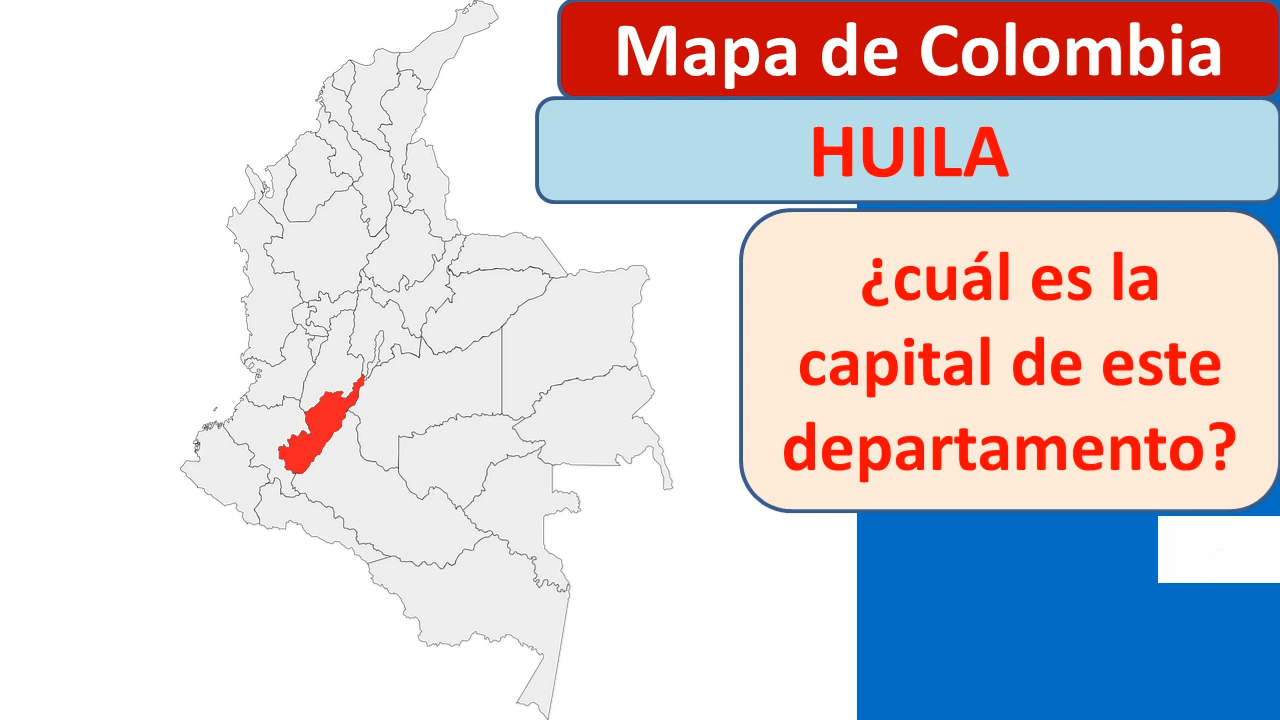 Mapa de Colombia
HUILA
¿cuál es la
capital de este
departamento?